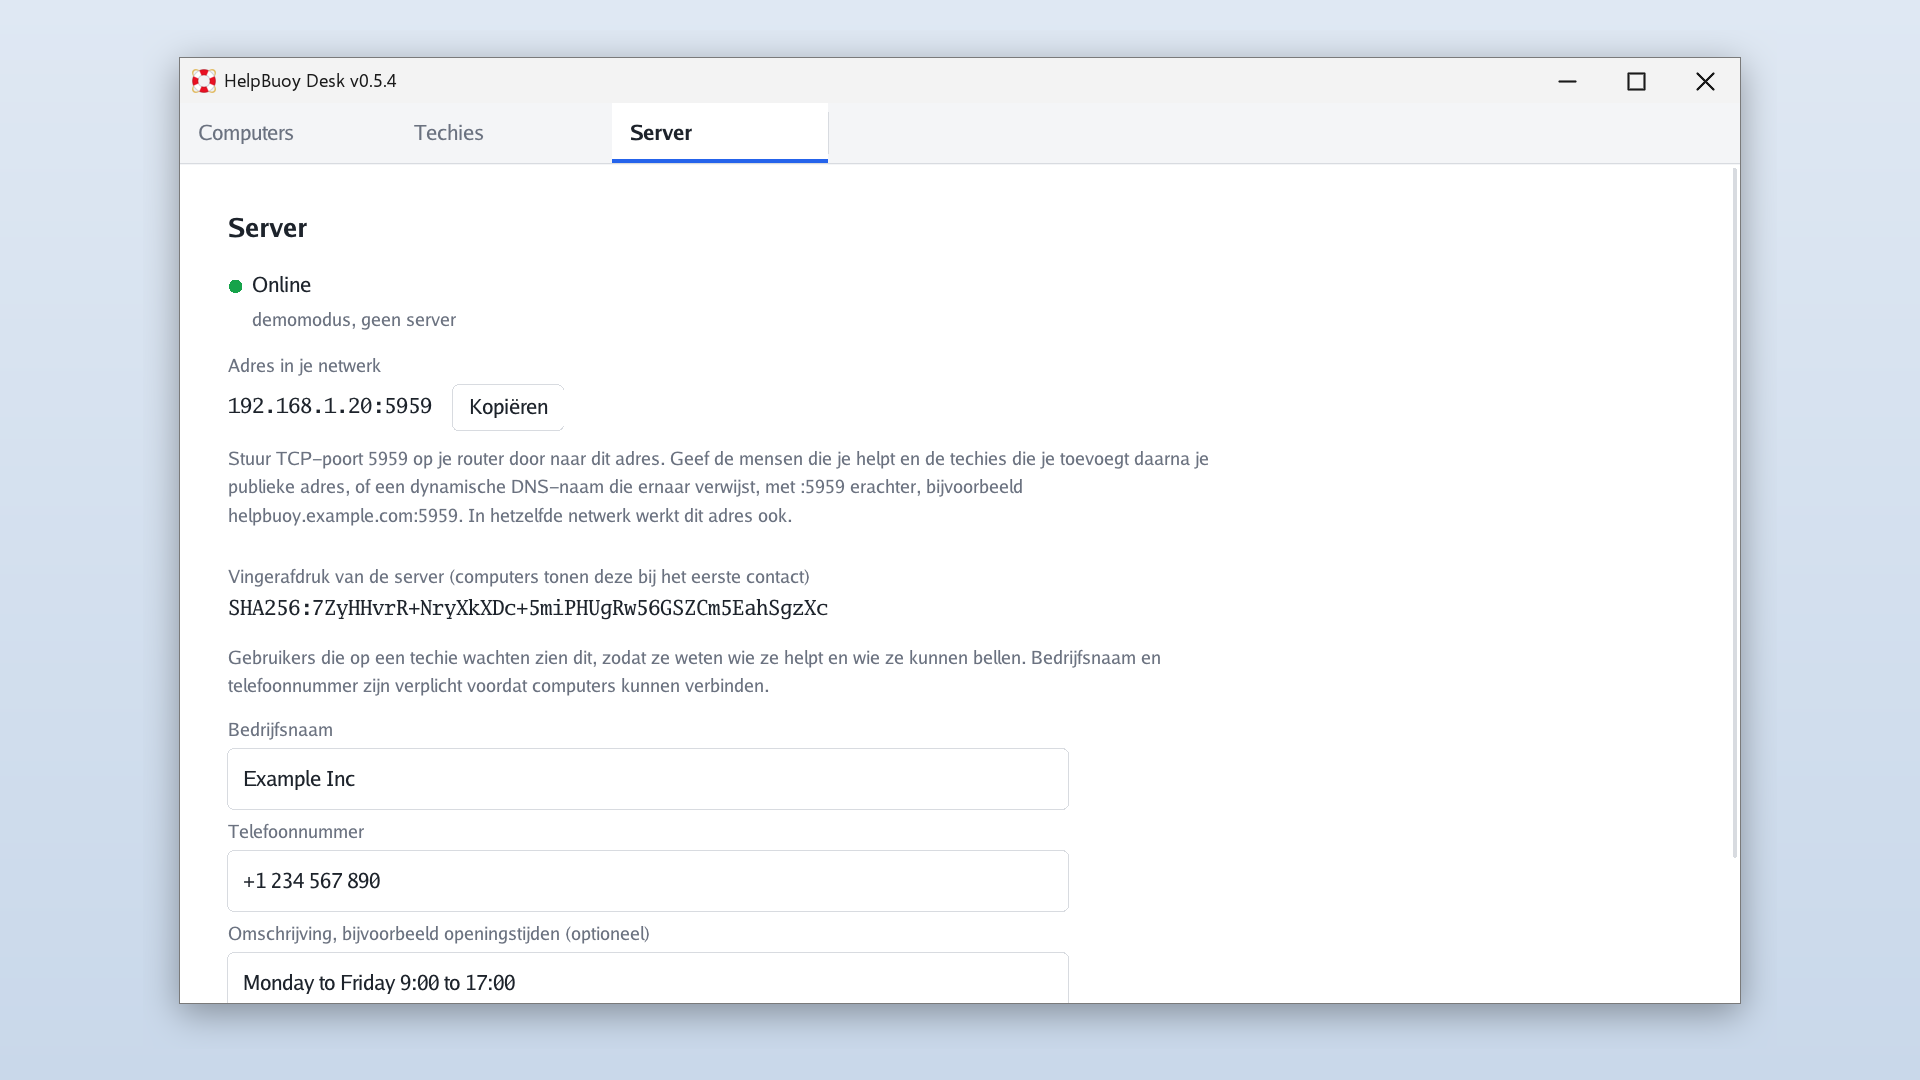 HelpBuoy Desk v0.5.4
Computers
Techies
Server
Server
Online
demomodus, geen server
Adres in je netwerk
192.168.1.20:5959
Kopiëren
Stuur TCP-poort 5959 op je router door naar dit adres. Geef de mensen die je helpt en de techies die je toevoegt daarna je
publieke adres, of een dynamische DNS-naam die ernaar verwijst, met :5959 erachter, bijvoorbeeld
helpbuoy.example.com:5959. In hetzelfde netwerk werkt dit adres ook.
Vingerafdruk van de server (computers tonen deze bij het eerste contact)
SHA256:7ZyHHvrR+NryXkXDc+5miPHUgRw56GSZCm5EahSgzXc
Gebruikers die op een techie wachten zien dit, zodat ze weten wie ze helpt en wie ze kunnen bellen. Bedrijfsnaam en
telefoonnummer zijn verplicht voordat computers kunnen verbinden.
Bedrijfsnaam
Example Inc
Telefoonnummer
+1 234 567 890
Omschrijving, bijvoorbeeld openingstijden (optioneel)
Monday to Friday 9:00 to 17:00